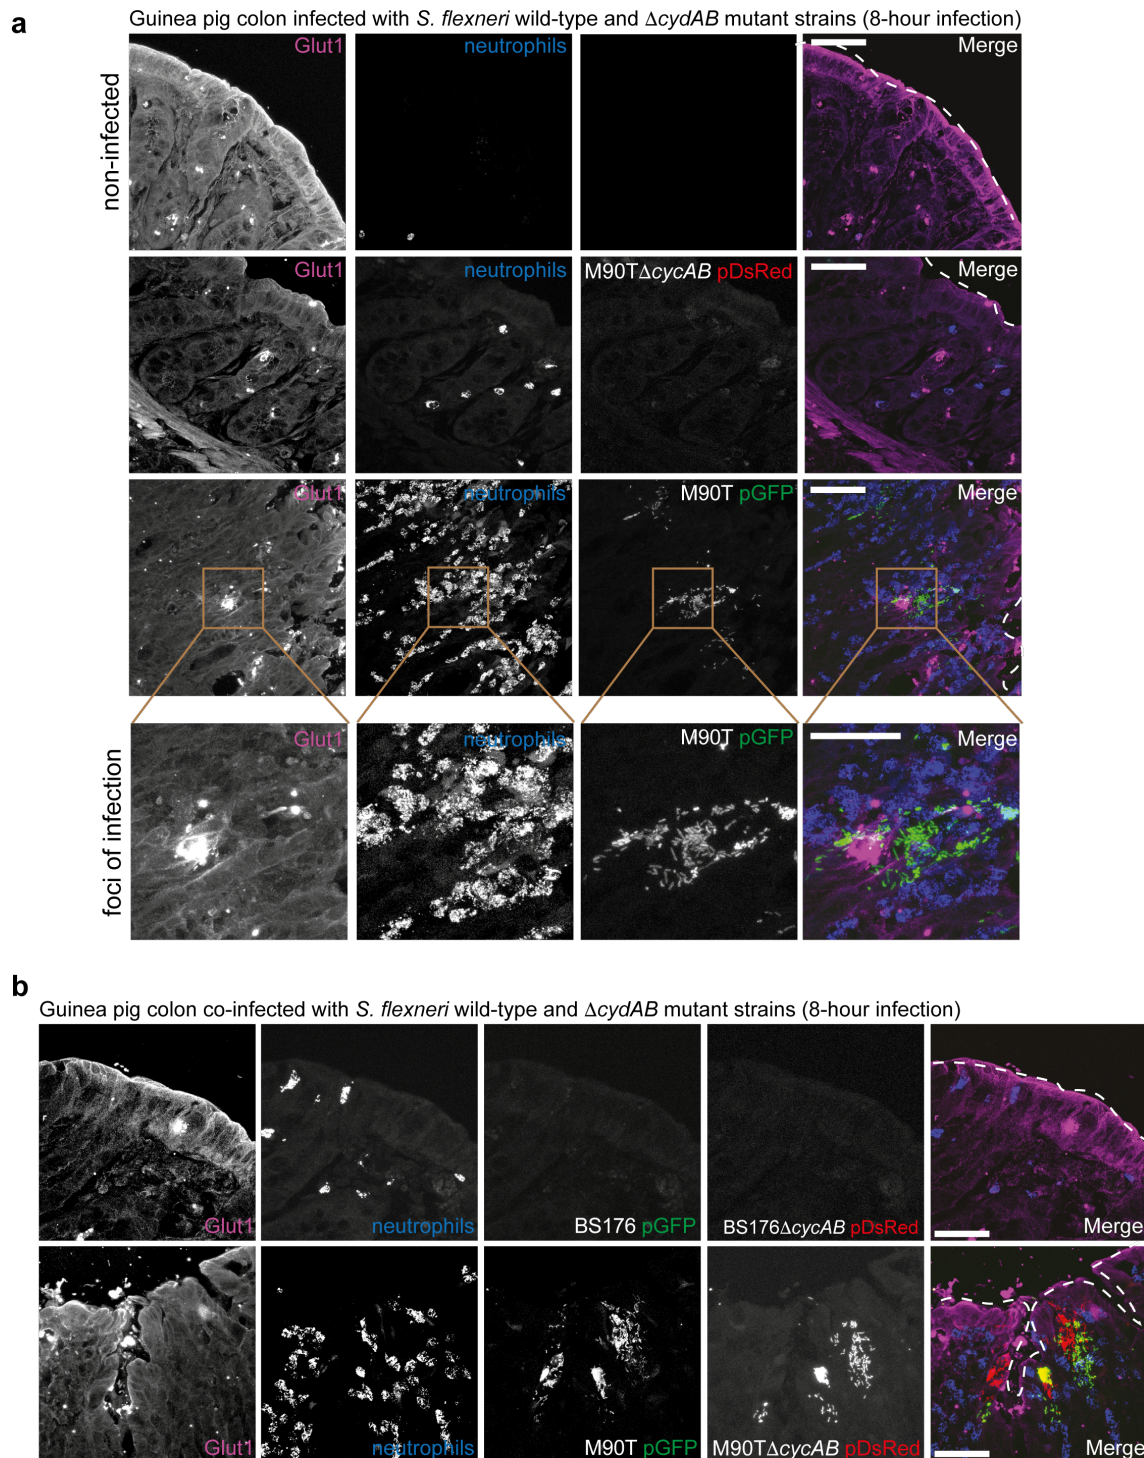 a
Guinea pig colon infected with S. flexneri wild-type and ΔcydAB mutant strains (8-hour infection)
non-infected
Glut1
neutrophils
Merge
Glut1
neutrophils
M90TΔcycAB pDsRed
Merge
Glut1
neutrophils
M90T pGFP
Merge
foci of infection
Glut1
neutrophils
M90T pGFP
Merge
b
Guinea pig colon co-infected with S. flexneri wild-type and ΔcydAB mutant strains (8-hour infection)
Glut1
neutrophils
BS176 pGFP
BS176ΔcycAB pDsRed
Merge
Glut1
neutrophils
M90T pGFP
M90TΔcycAB pDsRed
Merge